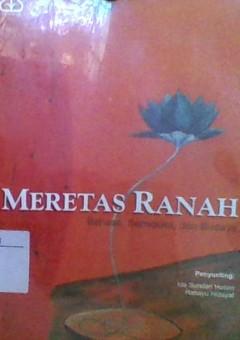 MERETAS RANAH
Bahasa, Semiotika, dan Budaya
Penyunting:
Ida Sundari Husen
Rahayu Hidayat